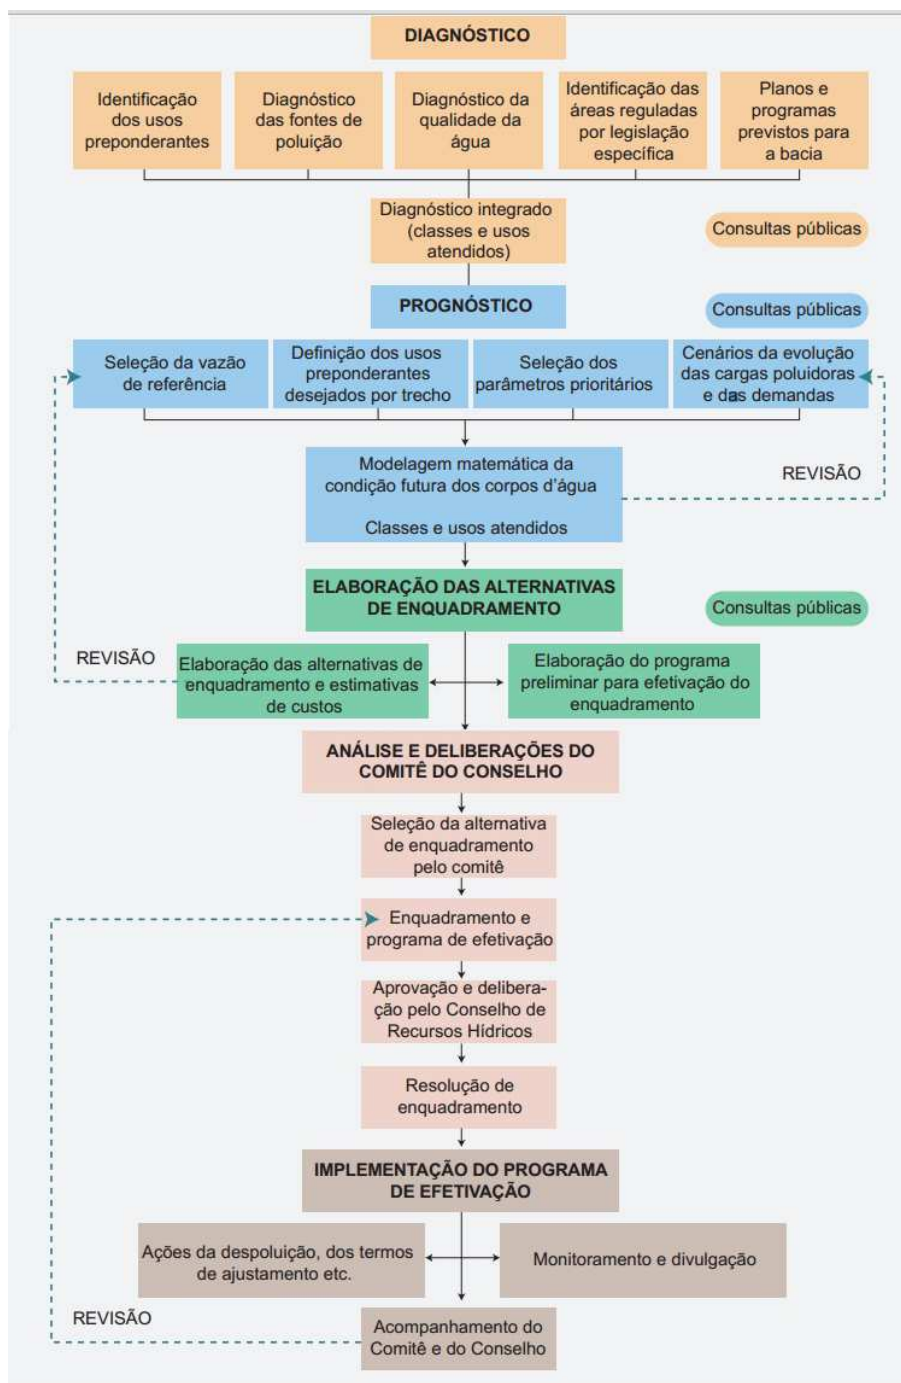 DIAGNÓSTICO
Identificação
dos usos
preponderantes
Diagnóstico
das fontes de
poluição
Diagnóstico da
qualidade da
água
Identificação das
áreas reguladas
por legislação
específica
Planos e
programas
previstos para
a bacia
Diagnóstico integrado
(classes e usos
atendidos)
Consultas públicas
PROGNÓSTICO
Consultas públicas
Seleção da vazão
de referência
Definição dos usos
preponderantes
desejados por trecho
Seleção dos
parâmetros prioritários
Cenários da evolução
das cargas poluidoras
e das demandas
Modelagem matemática da
condição futura dos corpos d’água
Classes e usos atendidos
REVISÃO
ELABORAÇÃO DAS ALTERNATIVAS
DE ENQUADRAMENTO
Consultas públicas
REVISÃO
Elaboração das alternativas de
enquadramento e estimativas
de custos
Elaboração do programa
preliminar para efetivação do
enquadramento
ANÁLISE E DELIBERAÇÕES DO
COMITÊ DO CONSELHO
Seleção da alternativa
de enquadramento
pelo comitê
Enquadramento e
programa de efetivação
Aprovação e delibera-
ção pelo Conselho de
Recursos Hídricos
Resolução de
enquadramento
IMPLEMENTAÇÃO DO PROGRAMA
DE EFETIVAÇÃO
Ações da despoluição, dos termos
de ajustamento etc.
Monitoramento e divulgação
REVISÃO
Acompanhamento do
Comitê e do Conselho